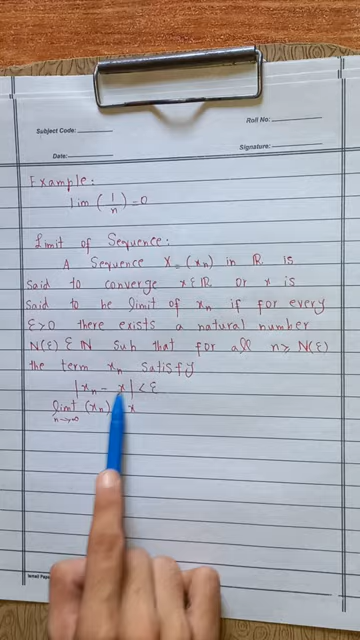 Roll No:
Subject Code:
Date:
Signature:
Example:
lim (1/n) = 0
Limit of Sequence:
A Sequence X = (xn) in ℝ is
said to converge x ∈ ℝ or x is
said to be limit of xn if for every
ε>0 there exists a natural number
N(ε) ∈ ℕ suh that for all n ≥ N(ε)
the term xn satisfy
|xn - x| < ε
limt (xn) x
n→∞